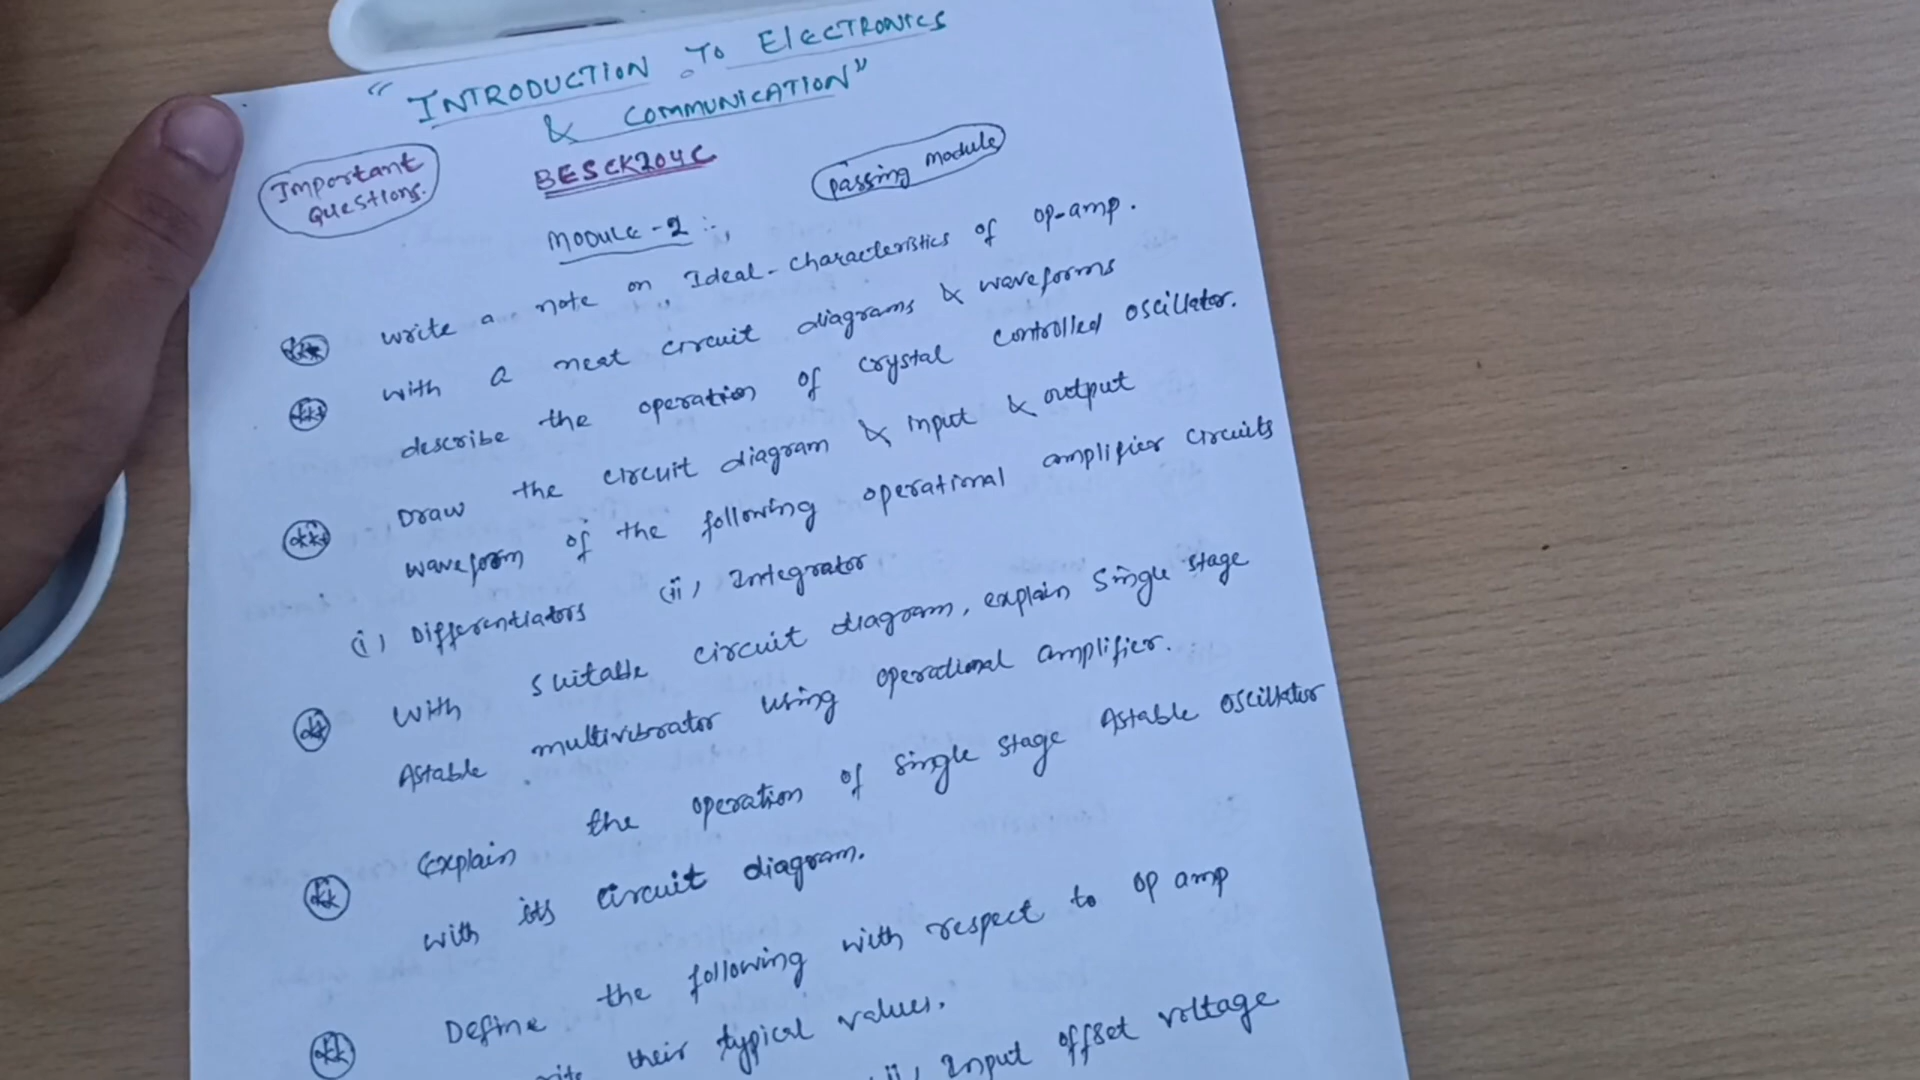 "INTRODUCTION TO ElECTRONICS
& COMMUNICATION"
Important Questions.
BESCK204C
passing module
MODULE-2:-,
write a note on Ideal-characteristics of op-amp.
with a neat circuit diagrams & waveforms
describe the operation of crystal controlled oscillator.
Draw the circuit diagram & input & output
waveform of the following operational amplifier circuits
(i) Differentiators (ii) Integrator
with suitable circuit diagram, explain single stage
Astable multivibrator using operational amplifier.
Explain the operation of single stage Astable oscillator
with its circuit diagram.
Define the following with respect to op amp
their typical values.
ii) Input offset voltage